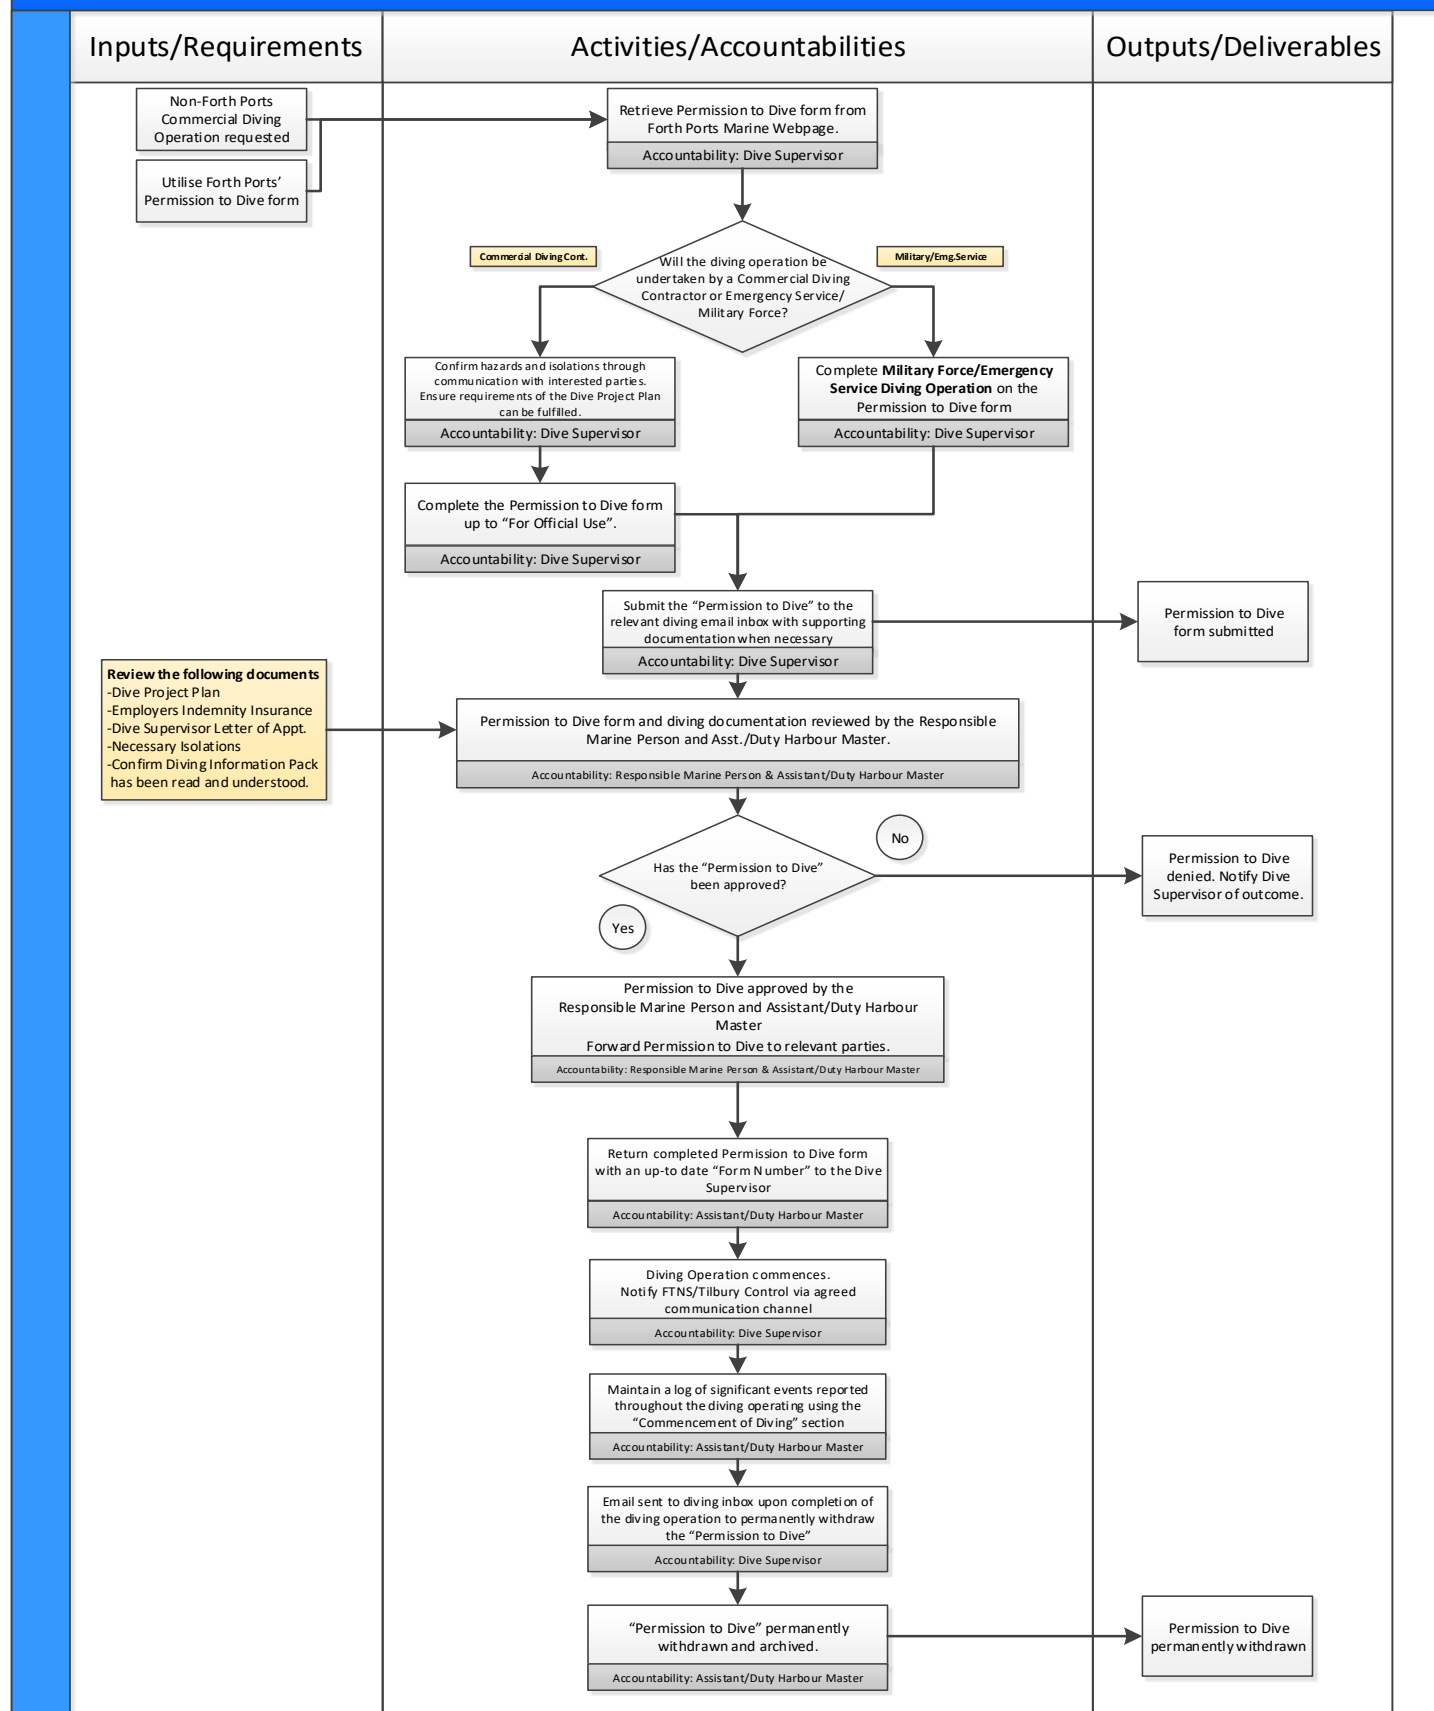 Inputs/Requirements
Activities/Accountabilities
Outputs/Deliverables
Non-Forth Ports
Commercial Diving
Operation requested
Utilise Forth Ports’
Permission to Dive form
Retrieve Permission to Dive form from
Forth Ports Marine Webpage.
Accountability: Dive Supervisor
Commercial Diving Cont.
Military/Emg.Service
Will the diving operation be
undertaken by a Commercial Diving
Contractor or Emergency Service/
Military Force?
Confirm hazards and isolations through
communication with interested parties.
Ensure requirements of the Dive Project Plan
can be fulfilled.
Accountability: Dive Supervisor
Complete Military Force/Emergency
Service Diving Operation on the
Permission to Dive form
Accountability: Dive Supervisor
Complete the Permission to Dive form
up to “For Official Use”.
Accountability: Dive Supervisor
Submit the “Permission to Dive” to the
relevant diving email inbox with supporting
documentation when necessary
Accountability: Dive Supervisor
Permission to Dive
form submitted
Review the following documents
-Dive Project Plan
-Employers Indemnity Insurance
-Dive Supervisor Letter of Appt.
-Necessary Isolations
-Confirm Diving Information Pack
has been read and understood.
Permission to Dive form and diving documentation reviewed by the Responsible
Marine Person and Asst./Duty Harbour Master.
Accountability: Responsible Marine Person & Assistant/Duty Harbour Master
Has the “Permission to Dive”
been approved?
No
Yes
Permission to Dive
denied. Notify Dive
Supervisor of outcome.
Permission to Dive approved by the
Responsible Marine Person and Assistant/Duty Harbour
Master
Forward Permission to Dive to relevant parties.
Accountability: Responsible Marine Person & Assistant/Duty Harbour Master
Return completed Permission to Dive form
with an up-to date “Form Number” to the Dive
Supervisor
Accountability: Assistant/Duty Harbour Master
Diving Operation commences.
Notify FTNS/Tilbury Control via agreed
communication channel
Accountability: Dive Supervisor
Maintain a log of significant events reported
throughout the diving operating using the
“Commencement of Diving” section
Accountability: Assistant/Duty Harbour Master
Email sent to diving inbox upon completion of
the diving operation to permanently withdraw
the “Permission to Dive”
Accountability: Dive Supervisor
“Permission to Dive” permanently
withdrawn and archived.
Accountability: Assistant/Duty Harbour Master
Permission to Dive
permanently withdrawn